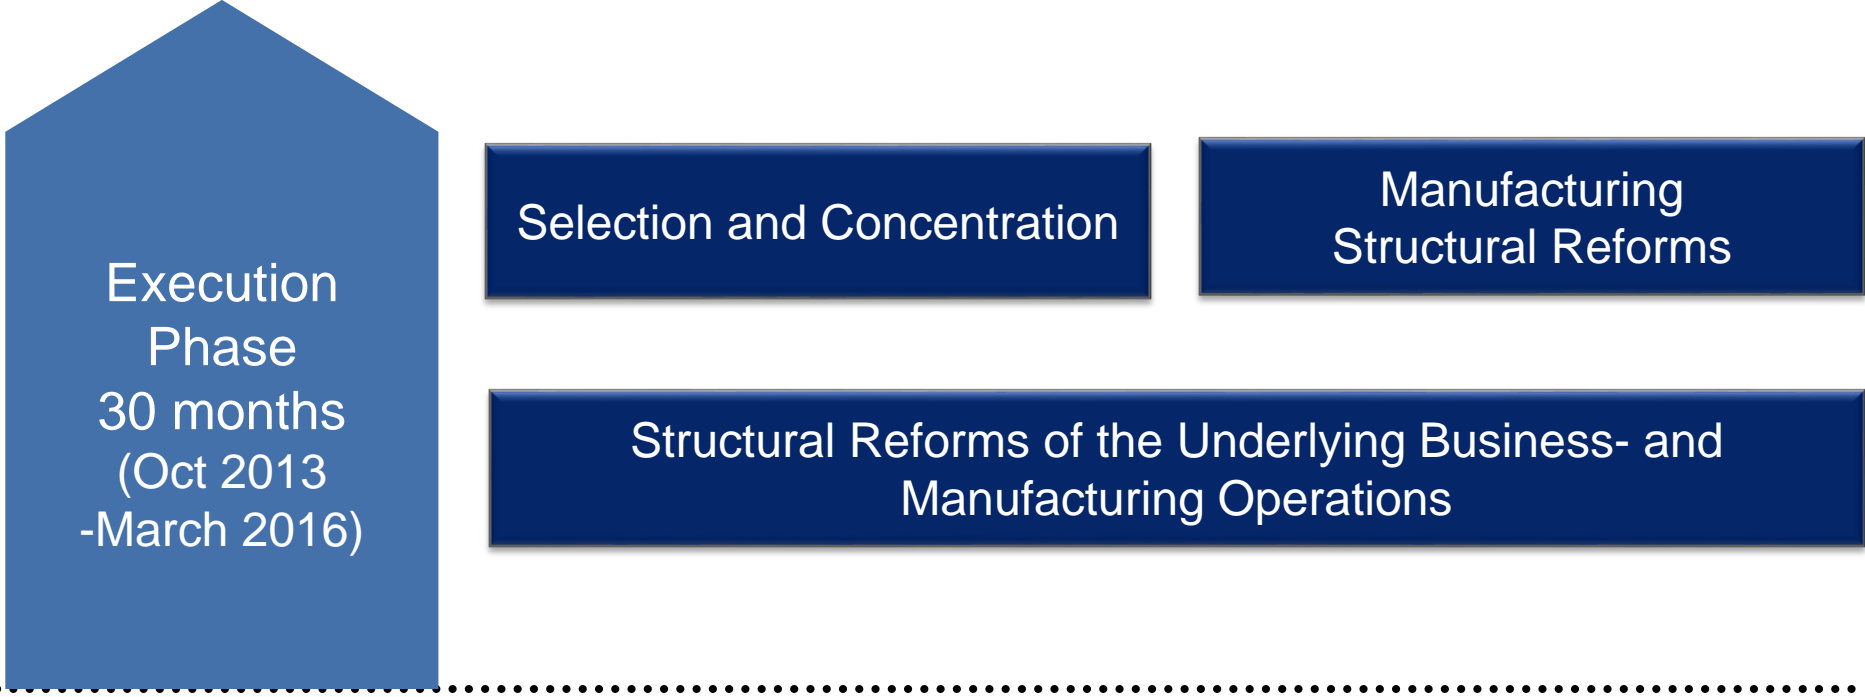 Execution
Phase
30 months
(Oct 2013
-March 2016)
Selection and Concentration
Manufacturing
Structural Reforms
Structural Reforms of the Underlying Business- and
Manufacturing Operations